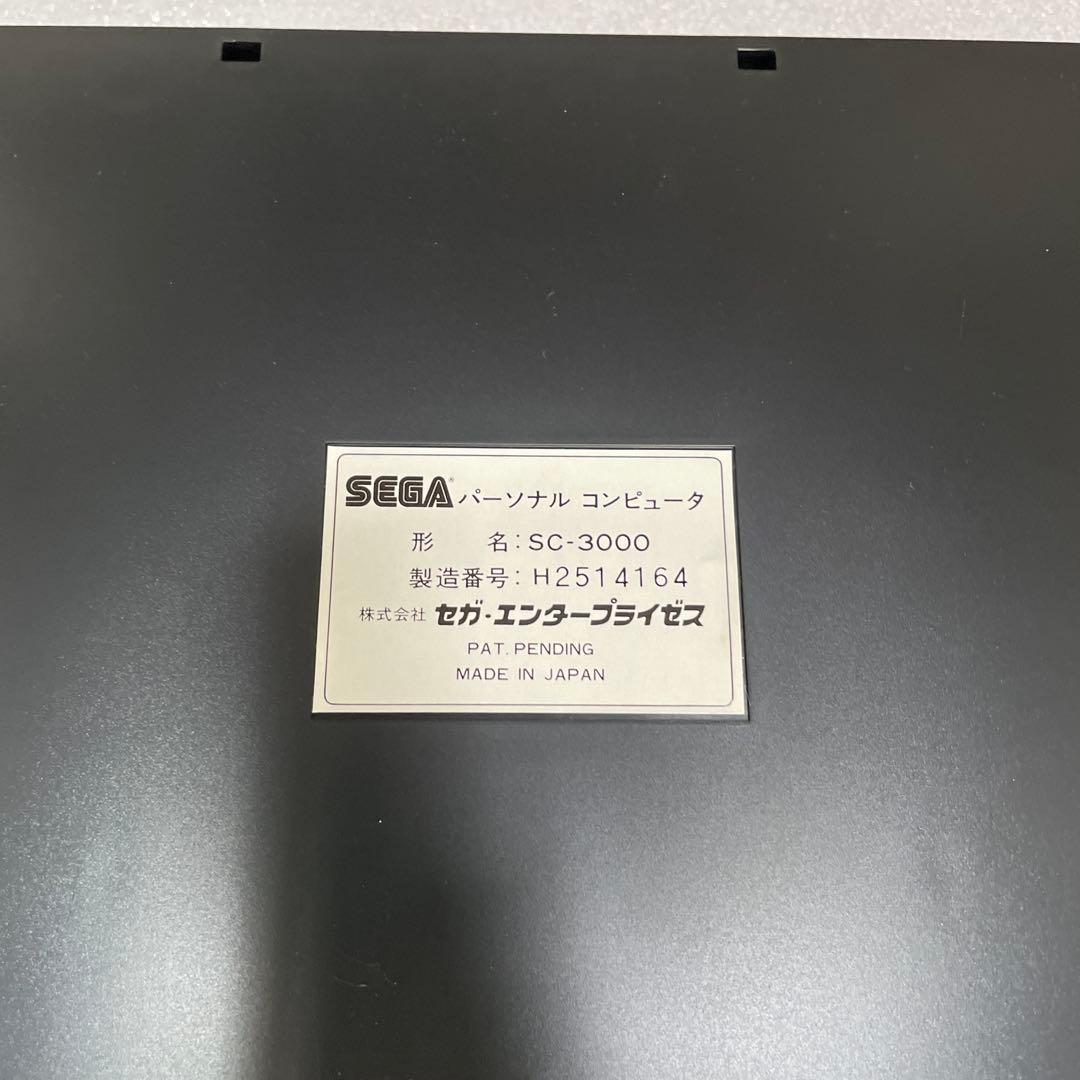 SEGA® パーソナル コンピュータ
形 名: SC-3000
製造番号: H2514164
株式会社 セガ・エンタープライゼス
PAT. PENDING
MADE IN JAPAN